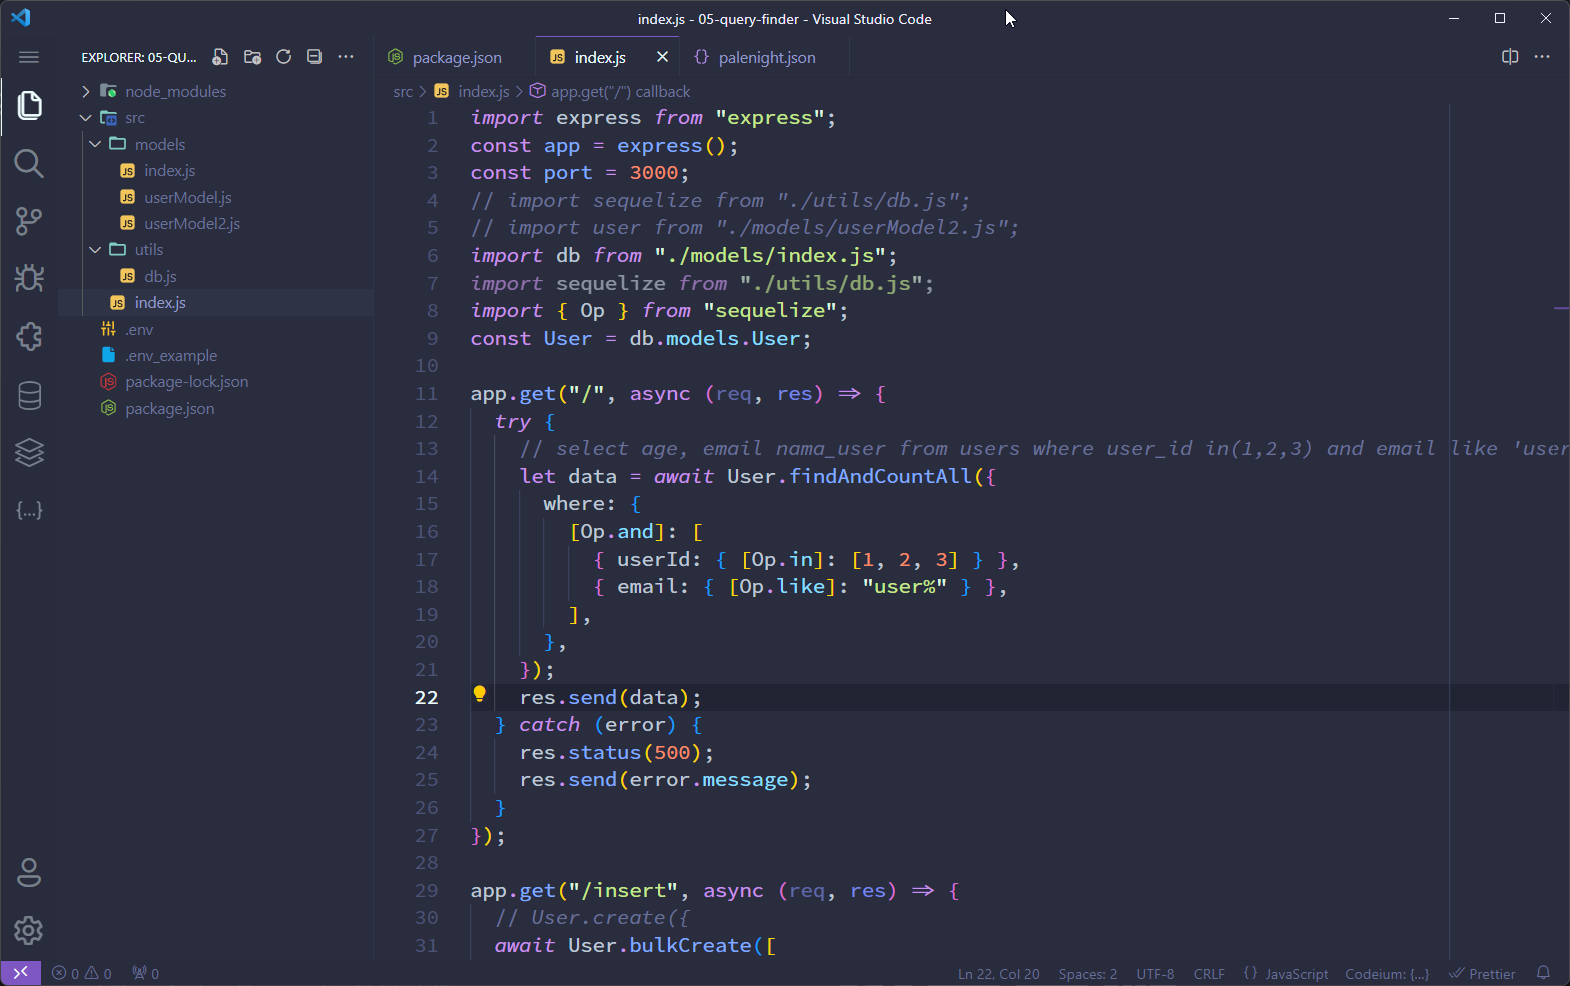 index.js - 05-query-finder - Visual Studio Code
EXPLORER: 05-QU...
package.json
JS index.js
{} palenight.json
src > JS index.js > app.get("/") callback
node_modules
src
models
JS index.js
JS userModel.js
JS userModel2.js
utils
JS db.js
JS index.js
.env
.env_example
package-lock.json
package.json
1 import express from "express";
2 const app = express();
3 const port = 3000;
4 // import sequelize from "./utils/db.js";
5 // import user from "./models/userModel2.js";
6 import db from "./models/index.js";
7 import sequelize from "./utils/db.js";
8 import { Op } from "sequelize";
9 const User = db.models.User;
10
11 app.get("/", async (req, res) => {
12 try {
13 // select age, email nama_user from users where user_id in(1,2,3) and email like 'user
14 let data = await User.findAndCountAll({
15 where: {
16 [Op.and]: [
17 { userId: { [Op.in]: [1, 2, 3] } },
18 { email: { [Op.like]: "user%" } },
19 ],
20 },
21 });
22 res.send(data);
23 } catch (error) {
24 res.status(500);
25 res.send(error.message);
26 }
27 });
28
29 app.get("/insert", async (req, res) => {
30 // User.create({
31 await User.bulkCreate([
{...}
0 0 0
Ln 22, Col 20 Spaces: 2 UTF-8 CRLF {} JavaScript Codeium: {...} Prettier